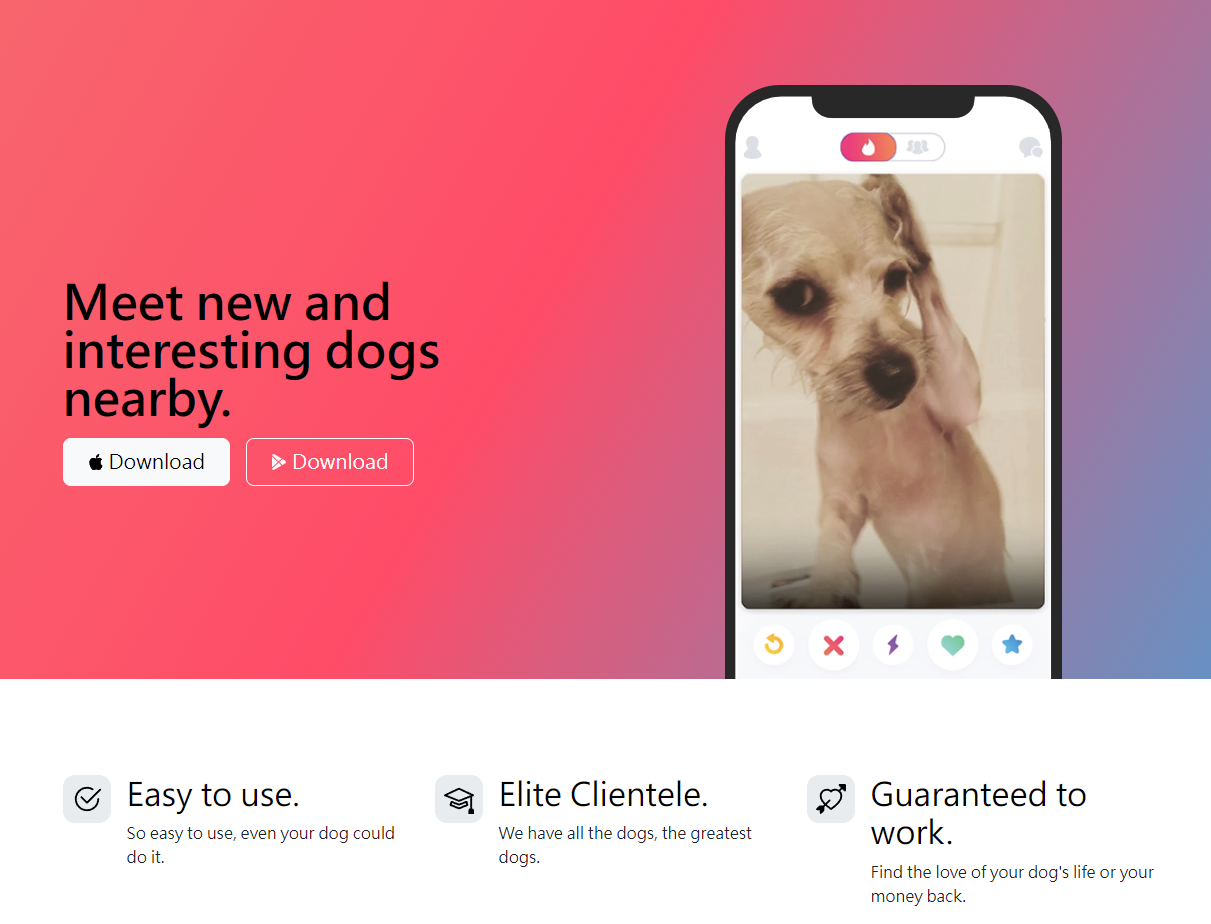 Meet new and
interesting dogs
nearby.
Download
Download
Easy to use.
So easy to use, even your dog could
do it.
Elite Clientele.
We have all the dogs, the greatest
dogs.
Guaranteed to
work.
Find the love of your dog's life or your
money back.